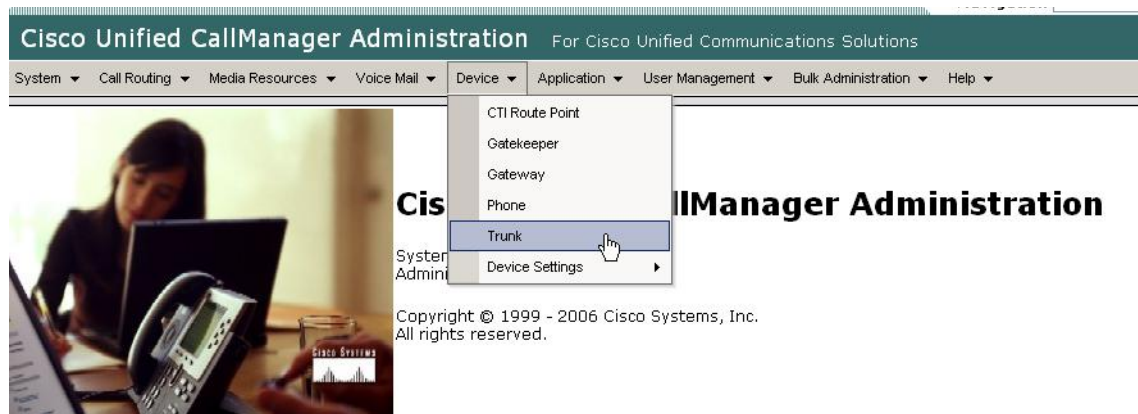 Cisco Unified CallManager Administration For Cisco Unified Communications Solutions
System Call Routing Media Resources Voice Mail Device Application User Management Bulk Administration Help
CTI Route Point
Gatekeeper
Gateway
Phone
Trunk
Device Settings
Cis lManager Administration
System
Admini
Copyright © 1999 - 2006 Cisco Systems, Inc.
All rights reserved.
CISCO SYSTEMS